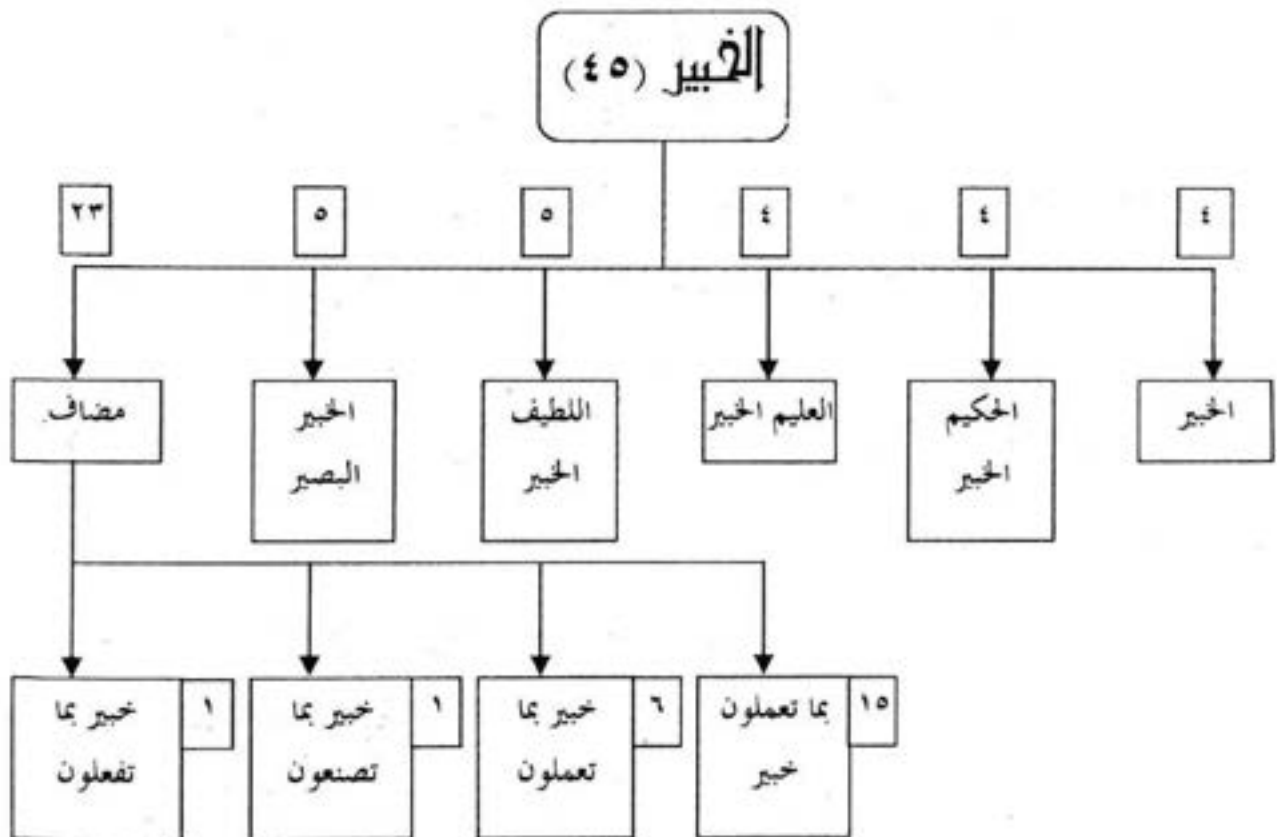 الخبير (٤٥)
٤
٤
٤
٥
٥
٢٣
الخبير
الحكيم
الخبير
العليم الخبير
اللطيف
الخبير
الخبير
البصير
مضاف
١٥
بما تعملون
خبير
٦
خبير بما
تعملون
١
خبير بما
تصنعون
١
خبير بما
تفعلون